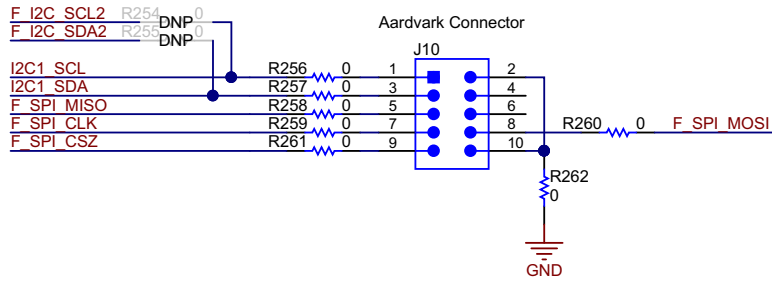 F_I2C_SCL2 R254 DNP 0
F_I2C_SDA2 R255 DNP 0
Aardvark Connector
J10
I2C1_SCL R256 0 1 2
I2C1_SDA R257 0 3 4
F_SPI_MISO R258 0 5 6
F_SPI_CLK R259 0 7 8 R260 0 F_SPI_MOSI
F_SPI_CSZ R261 0 9 10
R262
0
GND